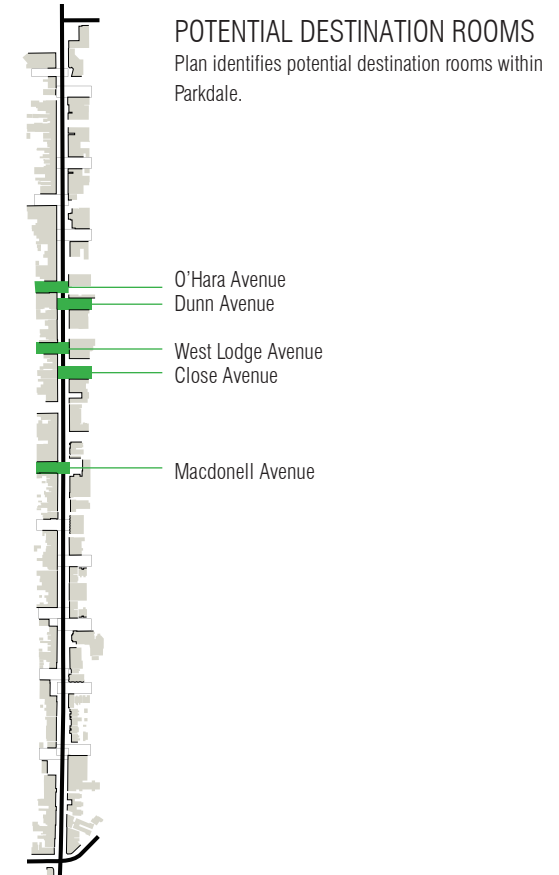 POTENTIAL DESTINATION ROOMS
Plan identifies potential destination rooms within
Parkdale.
O’Hara Avenue
Dunn Avenue
West Lodge Avenue
Close Avenue
Macdonell Avenue